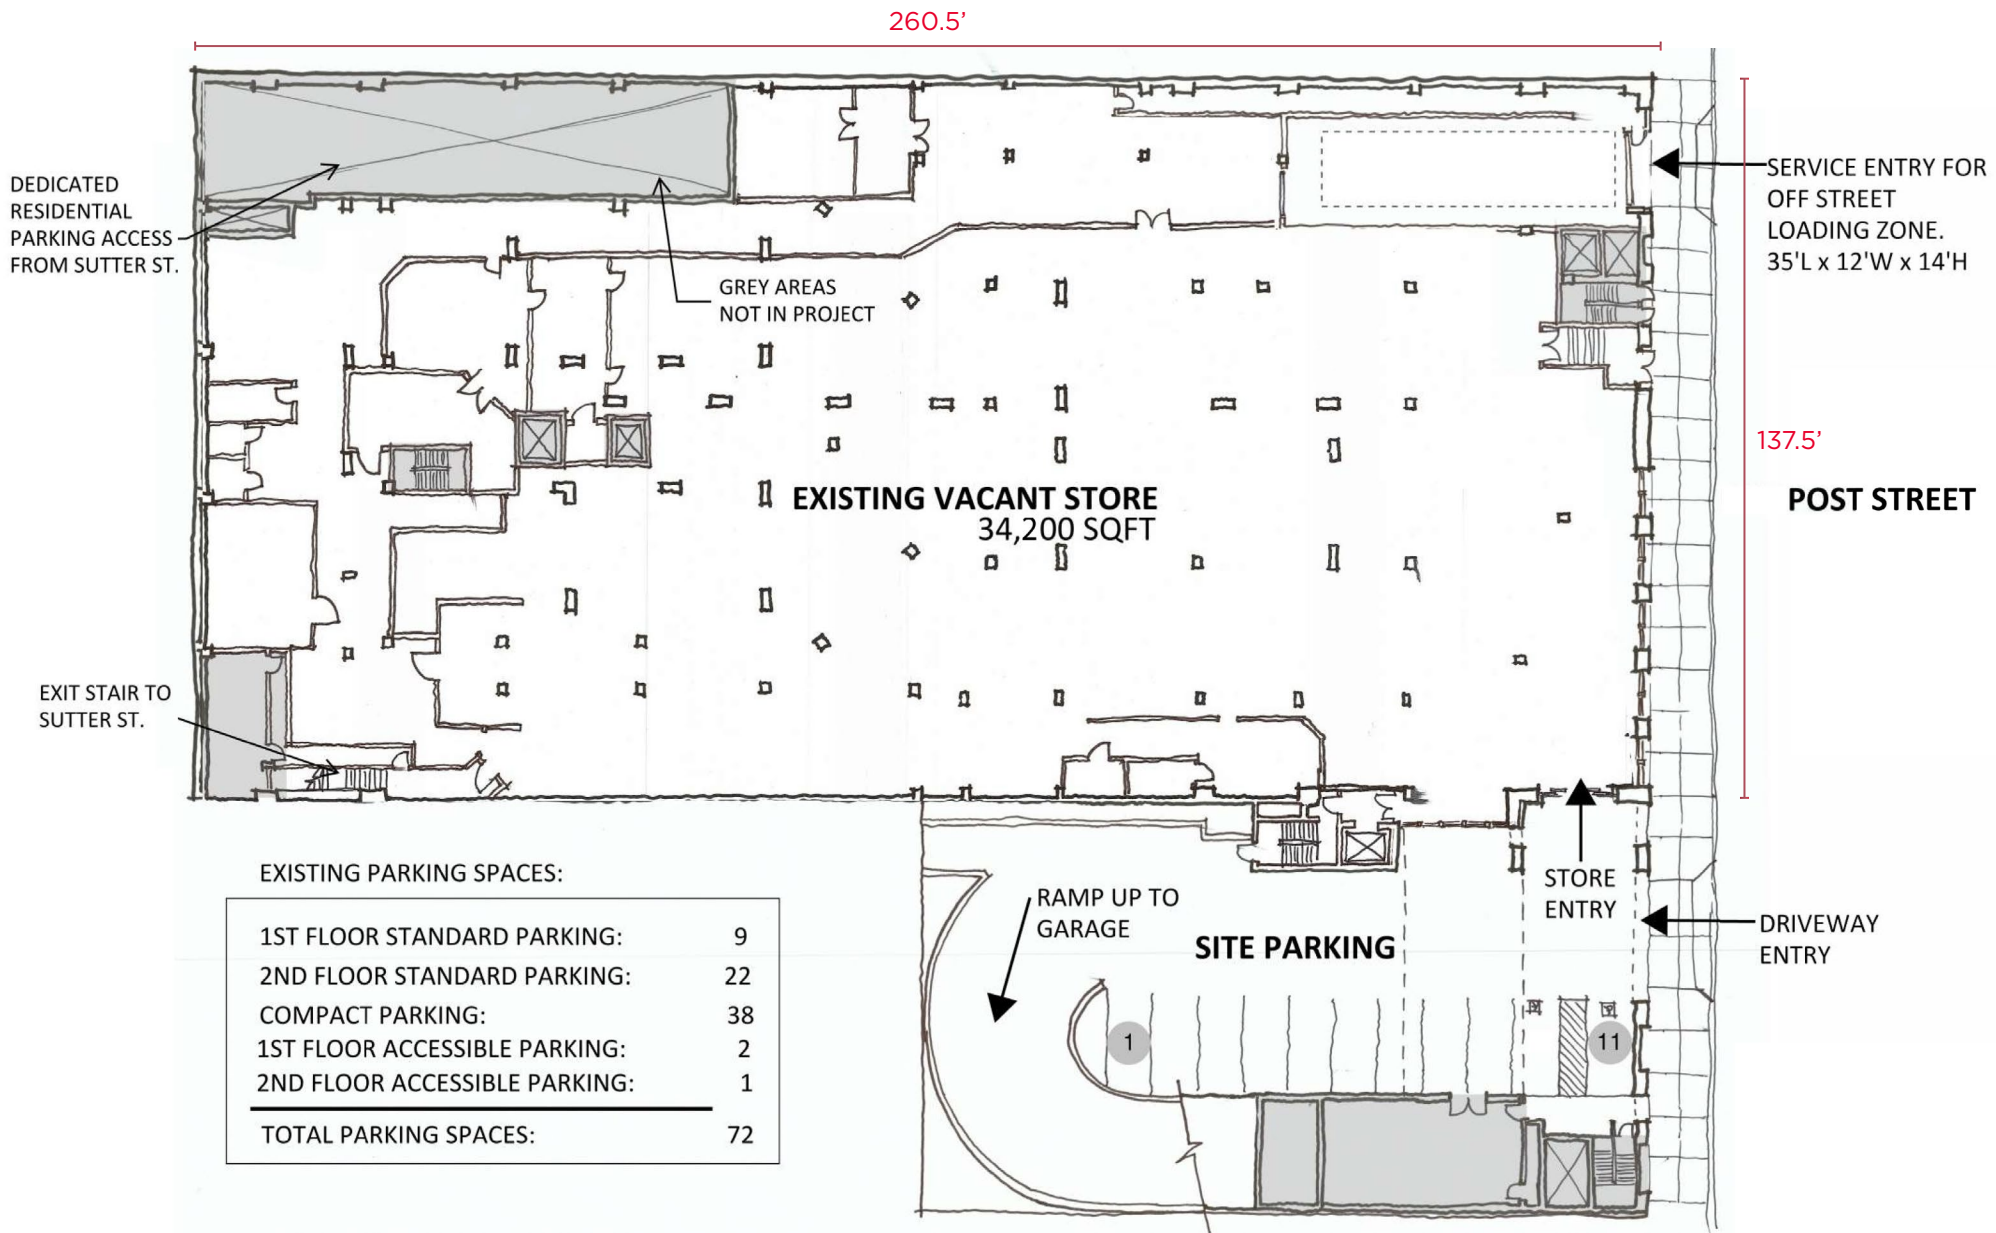 260.5’
DEDICATED
RESIDENTIAL
PARKING ACCESS
FROM SUTTER ST.
GREY AREAS
NOT IN PROJECT
SERVICE ENTRY FOR
OFF STREET
LOADING ZONE.
35'L x 12'W x 14'H
137.5’
EXISTING VACANT STORE
34,200 SQFT
POST STREET
EXIT STAIR TO
SUTTER ST.
EXISTING PARKING SPACES:
1ST FLOOR STANDARD PARKING: 9
2ND FLOOR STANDARD PARKING: 22
COMPACT PARKING: 38
1ST FLOOR ACCESSIBLE PARKING: 2
2ND FLOOR ACCESSIBLE PARKING: 1
TOTAL PARKING SPACES: 72
RAMP UP TO
GARAGE
SITE PARKING
STORE
ENTRY
DRIVEWAY
ENTRY
1
11